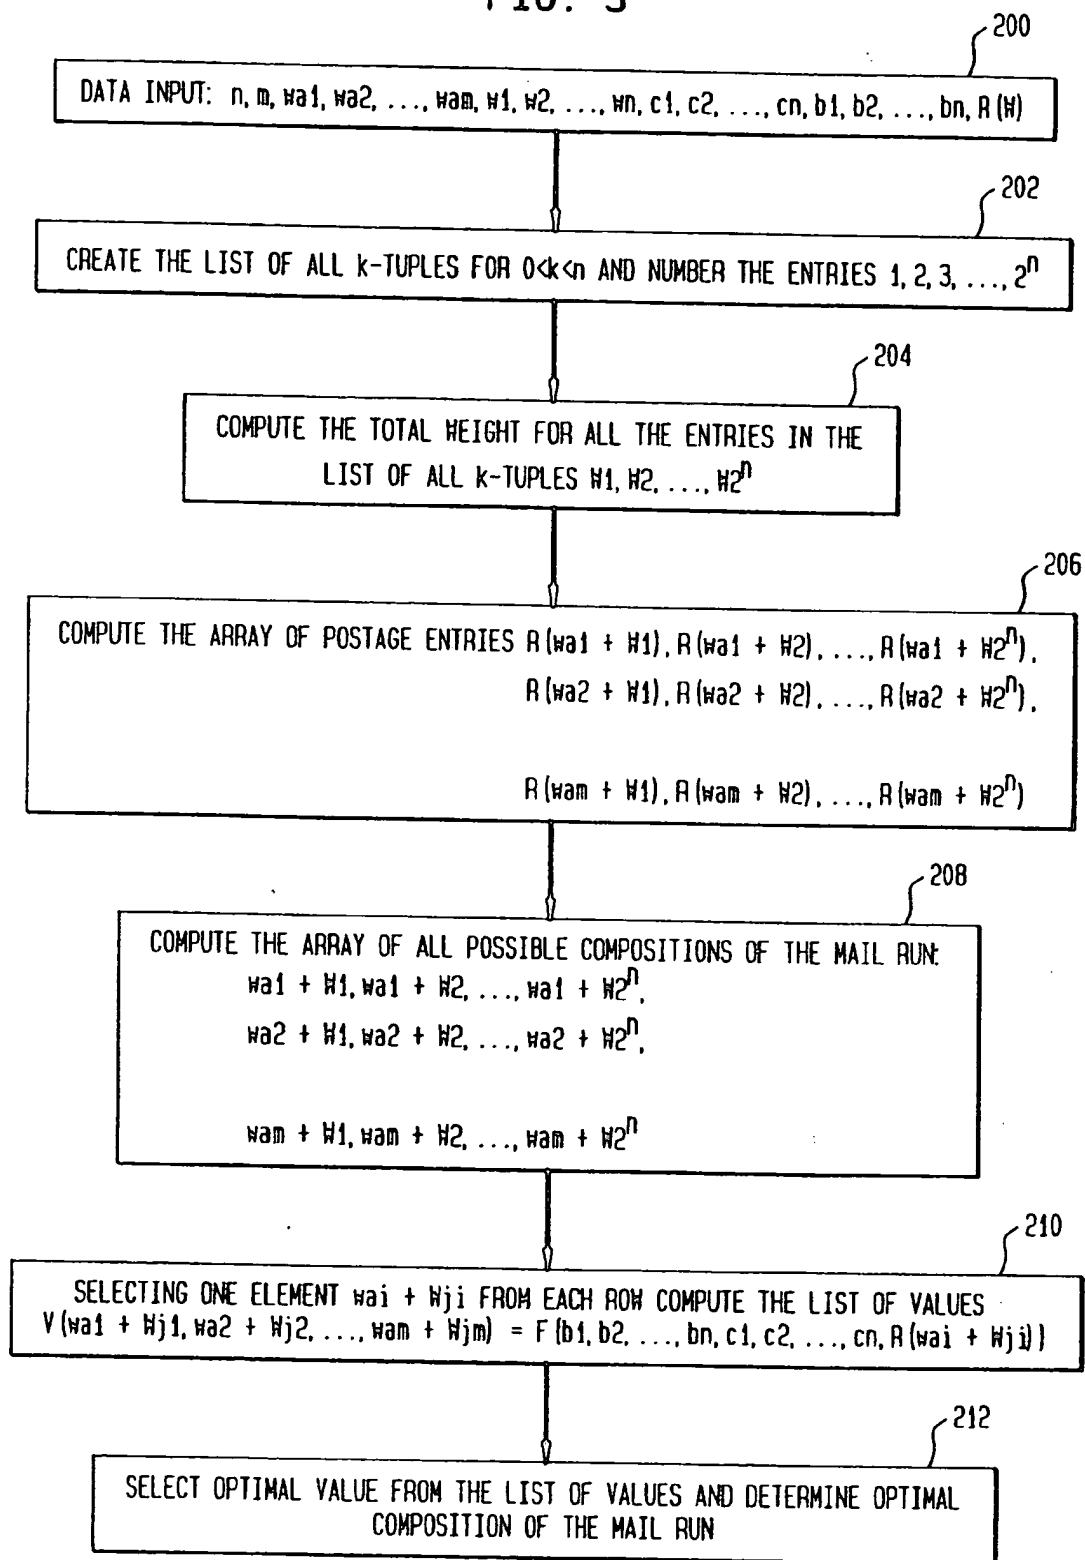 FIG. 3
200
DATA INPUT: n, m, wa1, wa2, ..., wam, w1, w2, ..., wn, c1, c2, ..., cn, b1, b2, ..., bn, R(W)
202
CREATE THE LIST OF ALL k-TUPLES FOR 0<k<n AND NUMBER THE ENTRIES 1, 2, 3, ..., 2^n
204
COMPUTE THE TOTAL WEIGHT FOR ALL THE ENTRIES IN THE
LIST OF ALL k-TUPLES W1, W2, ..., W2^n
206
COMPUTE THE ARRAY OF POSTAGE ENTRIES R(wa1 + W1), R(wa1 + W2), ..., R(wa1 + W2^n),
R(wa2 + W1), R(wa2 + W2), ..., R(wa2 + W2^n),
R(wam + W1), R(wam + W2), ..., R(wam + W2^n)
208
COMPUTE THE ARRAY OF ALL POSSIBLE COMPOSITIONS OF THE MAIL RUN:
wa1 + W1, wa1 + W2, ..., wa1 + W2^n,
wa2 + W1, wa2 + W2, ..., wa2 + W2^n,
wam + W1, wam + W2, ..., wam + W2^n
210
SELECTING ONE ELEMENT wai + Wji FROM EACH ROW COMPUTE THE LIST OF VALUES
V(wa1 + Wj1, wa2 + Wj2, ..., wam + Wjm) = F(b1, b2, ..., bn, c1, c2, ..., cn, R(wai + Wji))
212
SELECT OPTIMAL VALUE FROM THE LIST OF VALUES AND DETERMINE OPTIMAL
COMPOSITION OF THE MAIL RUN